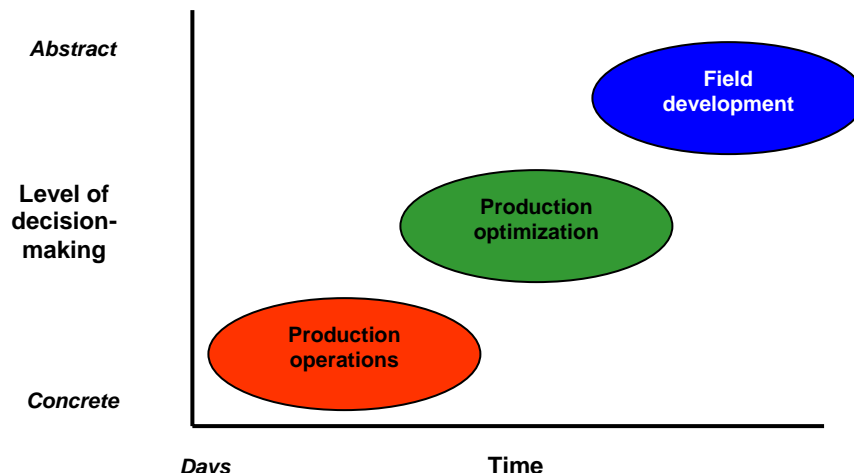 Abstract
Field
development
Level of
decision-
making
Production
optimization
Production
operations
Concrete
Days
Time